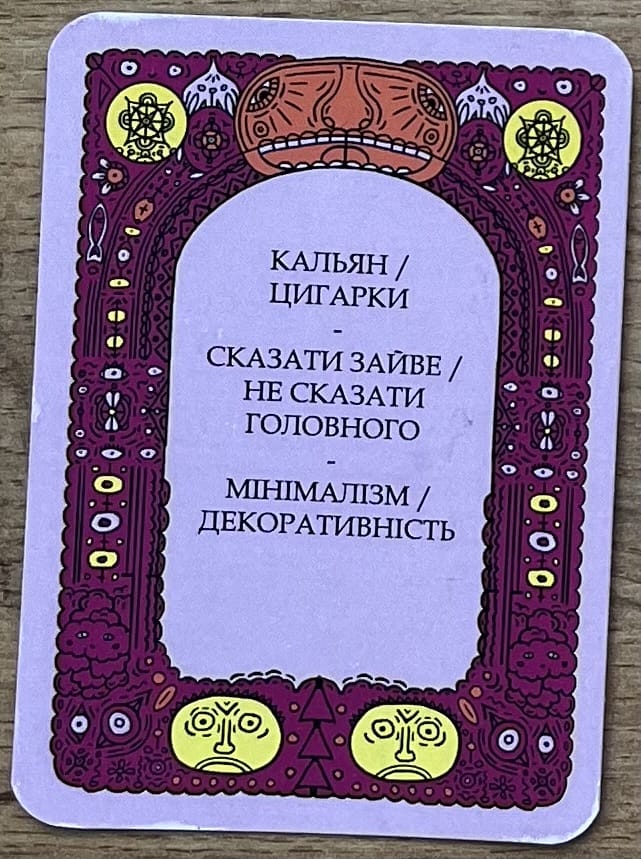 КАЛЬЯН /
ЦИГАРКИ
-
СКАЗАТИ ЗАЙВЕ /
НЕ СКАЗАТИ
ГОЛОВНОГО
-
МІНІМАЛІЗМ /
ДЕКОРАТИВНІСТЬ